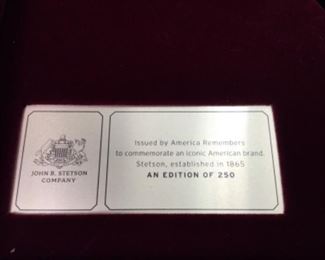 JOHN B. STETSON
COMPANY
Issued by America Remembers
to commemorate an iconic American brand.
Stetson, established in 1865
AN EDITION OF 250